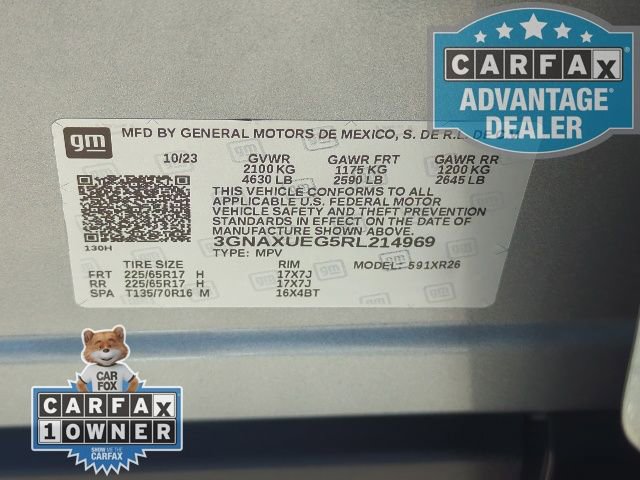 CARFAX
ADVANTAGE®
DEALER
gm
MFD BY GENERAL MOTORS DE MEXICO, S. DE R.L. DE
10/23 GVWR GAWR FRT GAWR RR
2100 KG 1175 KG 1200 KG
4630 LB 2590 LB 2645 LB
THIS VEHICLE CONFORMS TO ALL
APPLICABLE U.S. FEDERAL MOTOR
VEHICLE SAFETY AND THEFT PREVENTION
STANDARDS IN EFFECT ON THE DATE OF
MANUFACTURE SHOWN ABOVE.
3GNAXUEG5RL214969
130H
TYPE: MPV
TIRE SIZE RIM MODEL: 591XR26
FRT 225/65R17 H 17X7J
RR 225/65R17 H 17X7J
SPA T135/70R16 M 16X4BT
CAR
FOX
CARFAX
1 OWNER
SHOW ME THE
CARFAX